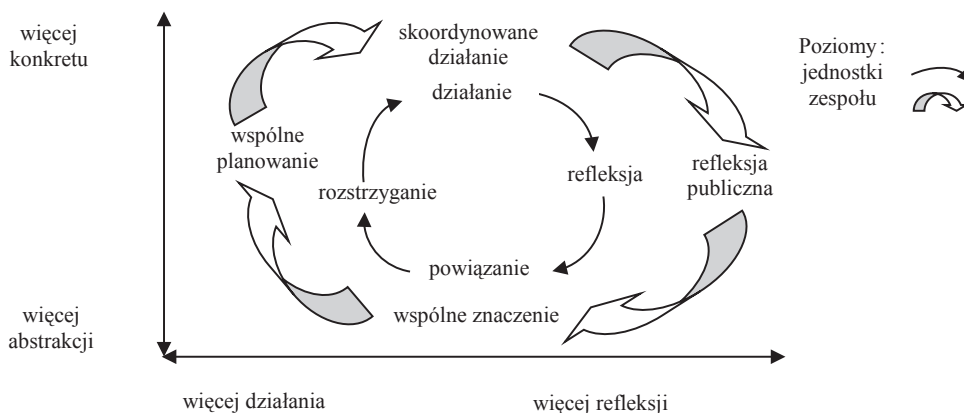 więcej
konkretu
skoordynowane
działanie
działanie
Poziomy:
jednostki
zespołu
wspólne
planowanie
rozstrzyganie
refleksja
refleksja
publiczna
powiązanie
wspólne znaczenie
więcej
abstrakcji
więcej działania
więcej refleksji